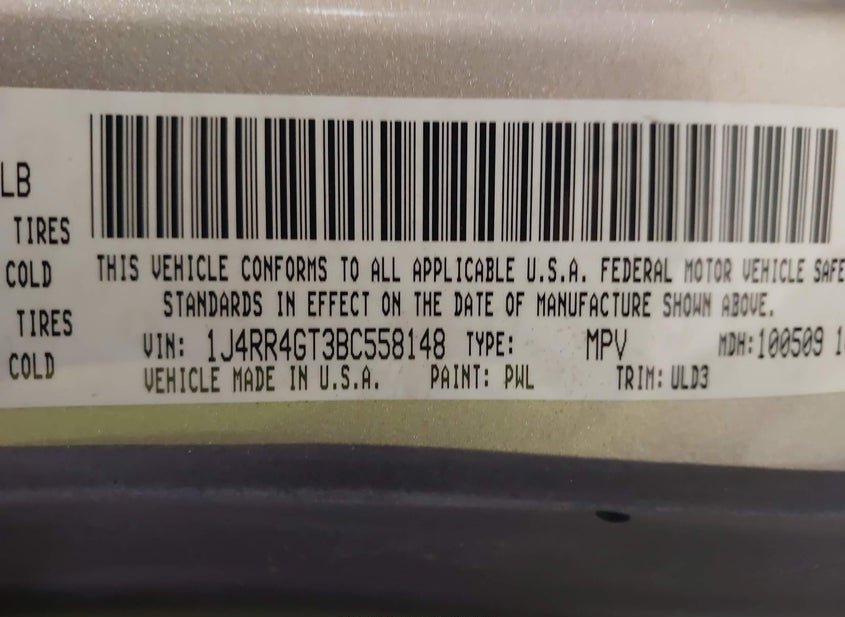 LB
TIRES
COLD
TIRES
COLD
THIS VEHICLE CONFORMS TO ALL APPLICABLE U.S.A. FEDERAL MOTOR VEHICLE SAFE
STANDARDS IN EFFECT ON THE DATE OF MANUFACTURE SHOWN ABOVE.
VIN: 1J4RR4GT3BC558148 TYPE: MPV MDH:100509 1
VEHICLE MADE IN U.S.A. PAINT: PWL TRIM: ULD3